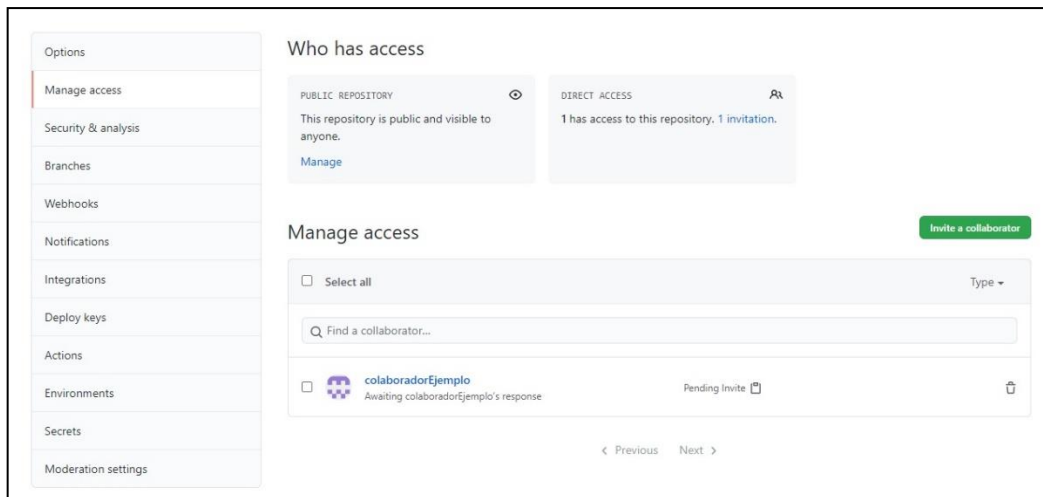 Options
Manage access
Security & analysis
Branches
Webhooks
Notifications
Integrations
Deploy keys
Actions
Environments
Secrets
Moderation settings
Who has access
PUBLIC REPOSITORY
This repository is public and visible to
anyone.
Manage
DIRECT ACCESS
1 has access to this repository. 1 invitation.
Manage access
Invite a collaborator
Select all
Type
Find a collaborator...
colaboradorEjemplo
Awaiting colaboradorEjemplo's response
Pending Invite
< Previous Next >